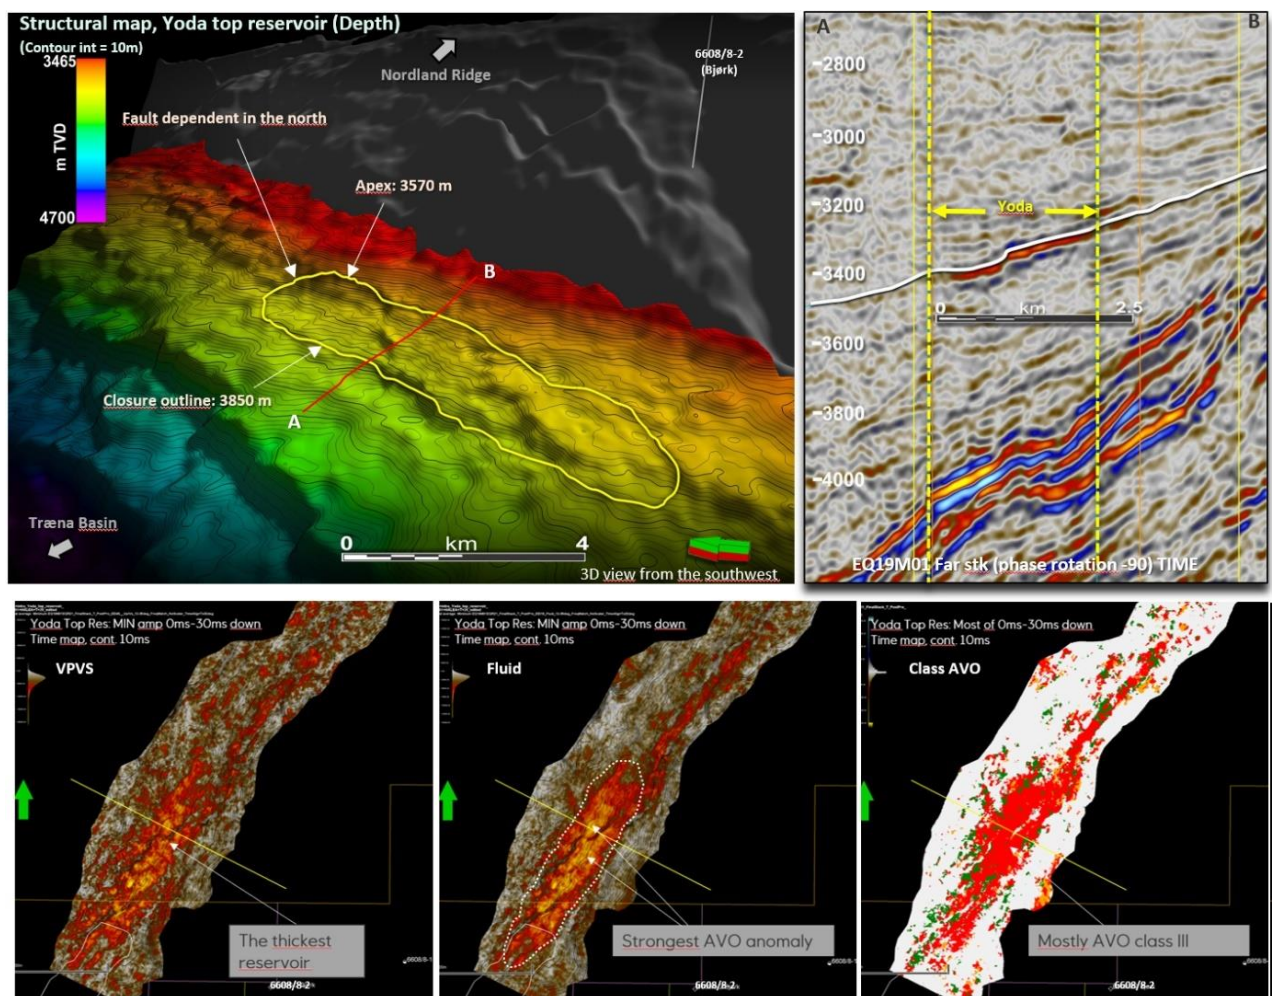 Structural map, Yoda top reservoir (Depth)
(Contour int = 10m)
3465
m TVD
4700
Nordland Ridge
6608/8-2
(Bjørk)
Fault dependent in the north
Apex: 3570 m
B
Closure outline: 3850 m
A
Træna Basin
0 km 4
3D view from the southwest
A
B
-2800
-3000
-3200
Yoda
-3400
0 km 2.5
-3600
-3800
-4000
EQ19M01 Far stk (phase rotation -90) TIME
Yoda Top Res: MIN amp 0ms-30ms down
Time map, cont. 10ms
VPVS
The thickest
reservoir
6608/8-2
Yoda Top Res: MIN amp 0ms-30ms down
Time map, cont. 10ms
Fluid
Strongest AVO anomaly
6608/8-2
Yoda Top Res: Most of 0ms-30ms down
Time map, cont. 10ms
Class AVO
Mostly AVO class III
6608/8-2